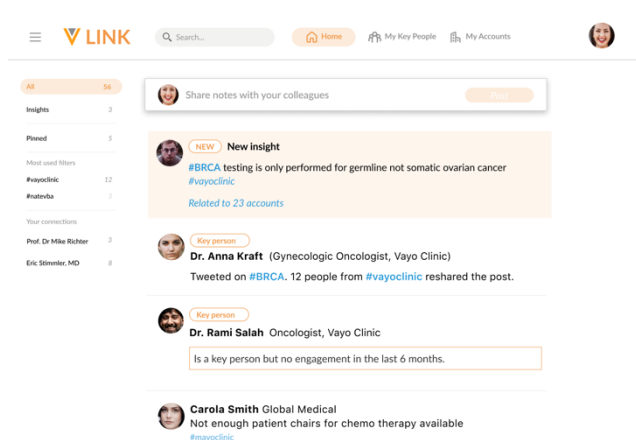 LINK
Search...
Home
My Key People
My Accounts
All 56
Insights 3
Pinned 5
Most used filters
#vayoclinic 12
#natevba 3
Your connections
Prof. Dr Mike Richter 3
Eric Stimmler, MD 8
Share notes with your colleagues
Post
NEW New insight
#BRCA testing is only performed for germline not somatic ovarian cancer
#vayoclinic
Related to 23 accounts
Key person
Dr. Anna Kraft (Gynecologic Oncologist, Vayo Clinic)
Tweeted on #BRCA. 12 people from #vayoclinic reshared the post.
Key person
Dr. Rami Salah Oncologist, Vayo Clinic
Is a key person but no engagement in the last 6 months.
Carola Smith Global Medical
Not enough patient chairs for chemo therapy available
#mayoclinic